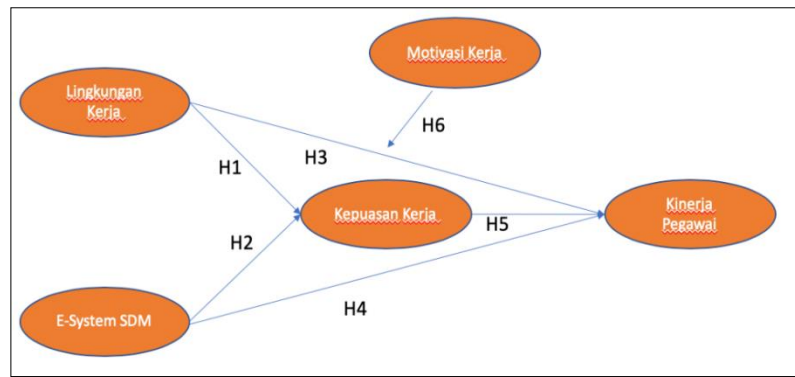 Motivasi Kerja
Lingkungan
Kerja
H6
H3
H1
Kepuasan Kerja
Kinerja
Pegawai
H5
H2
E-System SDM
H4